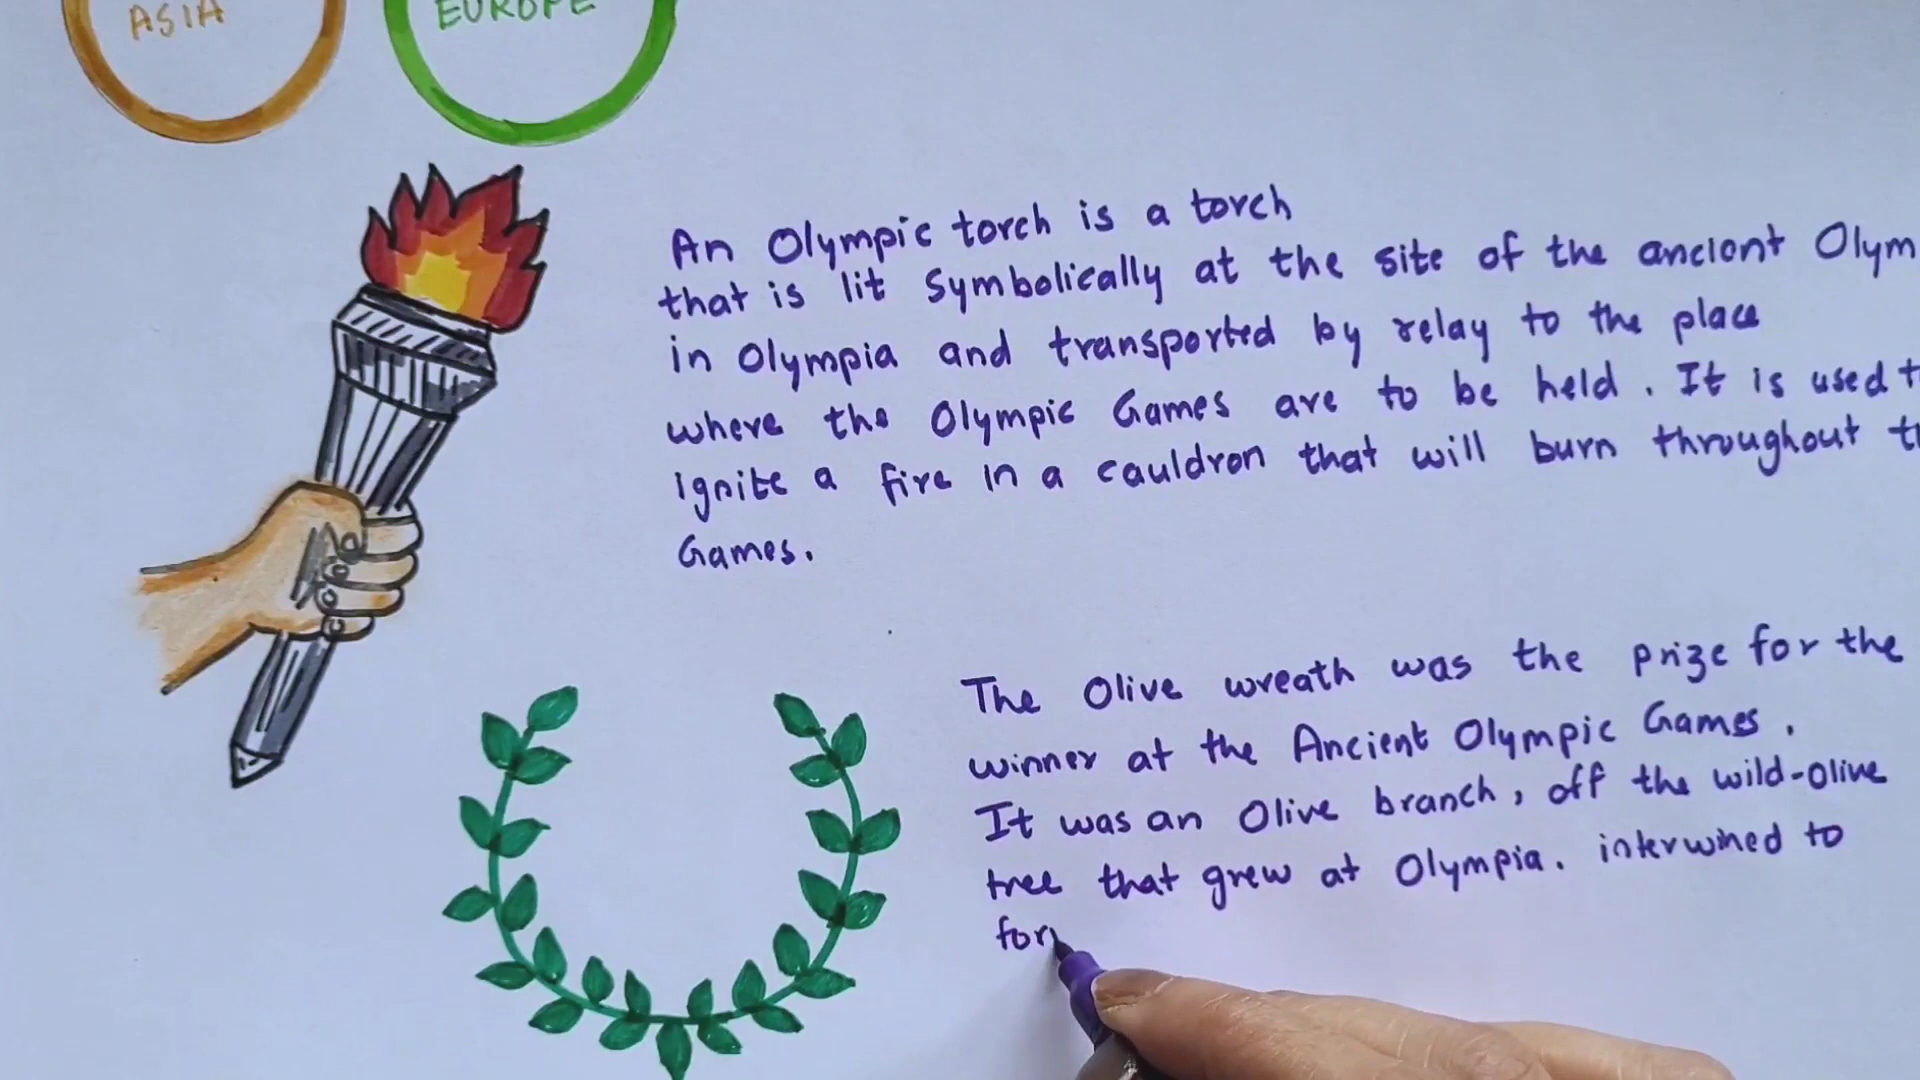 ASIA
EUROPE
An Olympic torch is a torch
that is lit Symbolically at the site of the anciont Olym
in Olympia and transported by relay to the place
where the Olympic Games are to be held. It is used t
ignite a fire in a cauldron that will burn throughout t
Games.
The Olive wreath was the prize for the
winner at the Ancient Olympic Games.
It was an Olive branch, off the wild-olive
tree that grew at Olympia. interwined to
for